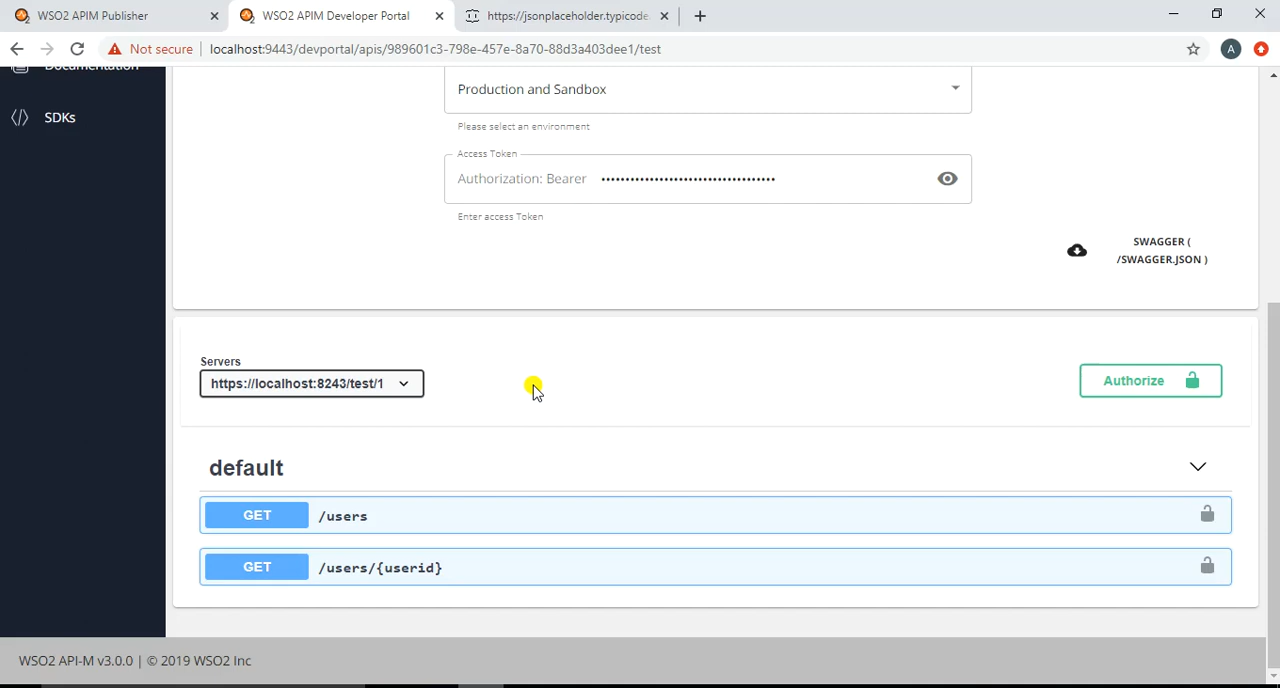 WSO2 APIM Publisher
WSO2 APIM Developer Portal
https://jsonplaceholder.typicode
Not secure
localhost:9443/devportal/apis/989601c3-798e-457e-8a70-88d3a403dee1/test
A
Documentation
SDKs
Production and Sandbox
Please select an environment
Access Token
Authorization: Bearer •••••••••••••••••••••••••••••••••••
Enter access Token
SWAGGER (
/SWAGGER.JSON )
Servers
https://localhost:8243/test/1
Authorize
default
GET /users
GET /users/{userid}
WSO2 API-M v3.0.0 | © 2019 WSO2 Inc